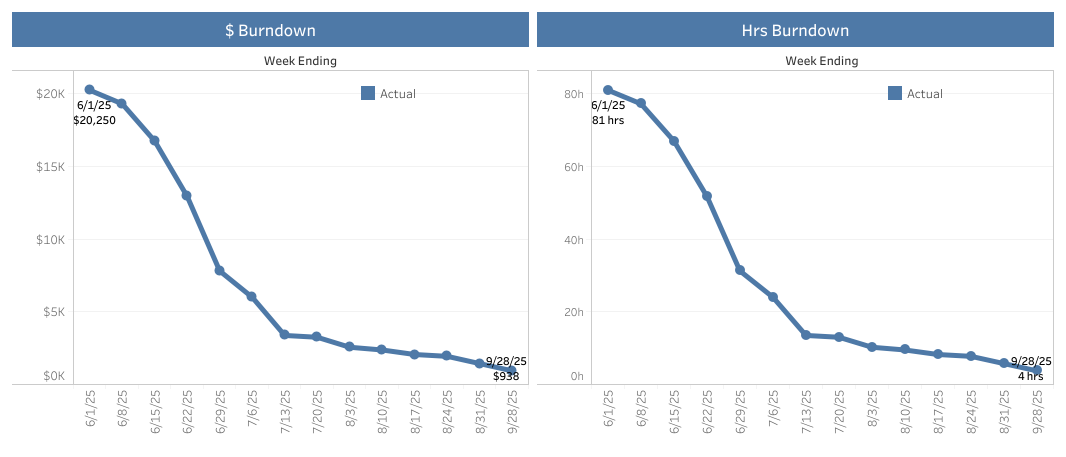 $ Burndown
Week Ending
Actual
$20K
$15K
$10K
$5K
$0K
6/1/25
$20,250
9/28/25
$938
6/1/25
6/8/25
6/15/25
6/22/25
6/29/25
7/6/25
7/13/25
7/20/25
8/3/25
8/10/25
8/17/25
8/24/25
8/31/25
9/28/25
Hrs Burndown
Week Ending
Actual
80h
60h
40h
20h
0h
6/1/25
81 hrs
9/28/25
4 hrs
6/1/25
6/8/25
6/15/25
6/22/25
6/29/25
7/6/25
7/13/25
7/20/25
8/3/25
8/10/25
8/17/25
8/24/25
8/31/25
9/28/25